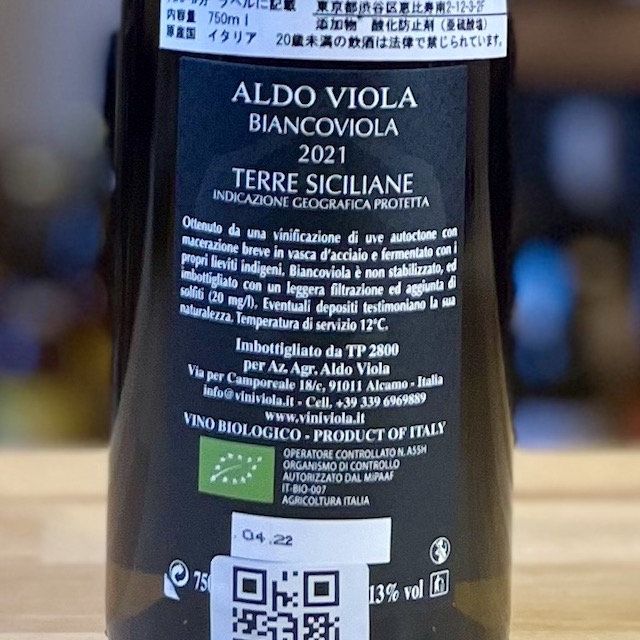 ラベルに記載 東京都渋谷区恵比寿南2-12-3-2F
内容量 750ml 添加物 酸化防止剤(亜硫酸塩)
原産国 イタリア 20歳未満の飲酒は法律で禁じられています。
ALDO VIOLA
BIANCOVIOLA
2021
TERRE SICILIANE
INDICAZIONE GEOGRAFICA PROTETTA
Ottenuto da una vinificazione di uve autoctone con
macerazione breve in vasca d'acciaio e fermentato con i
propri lieviti indigeni. Biancoviola è non stabilizzato, ed
imbottigliato con un leggera filtrazione ed aggiunta di
solfiti (20 mg/l). Eventuali depositi testimoniano la sua
naturalezza. Temperatura di servizio 12°C.
Imbottigliato da TP 2800
per Az. Agr. Aldo Viola
Via per Camporeale 18/c, 91011 Alcamo - Italia
info@viniviola.it - Cell. +39 339 6969889
www.viniviola.it
VINO BIOLOGICO - PRODUCT OF ITALY
OPERATORE CONTROLLATO N.A55H
ORGANISMO DI CONTROLLO
AUTORIZZATO DAL MIPAAF
IT-BIO-007
AGRICOLTURA ITALIA
.04.22
13% vol